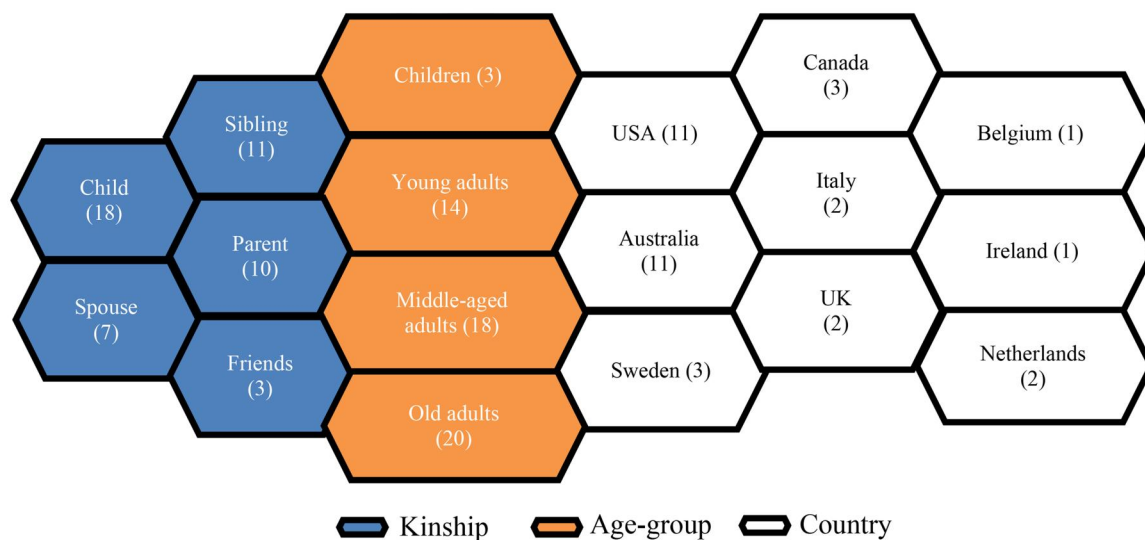 Child
(18)
Spouse
(7)
Sibling
(11)
Parent
(10)
Friends
(3)
Children (3)
Young adults
(14)
Middle-aged
adults (18)
Old adults
(20)
USA (11)
Australia
(11)
Sweden (3)
Canada
(3)
Italy
(2)
UK
(2)
Belgium (1)
Ireland (1)
Netherlands
(2)
Kinship
Age-group
Country